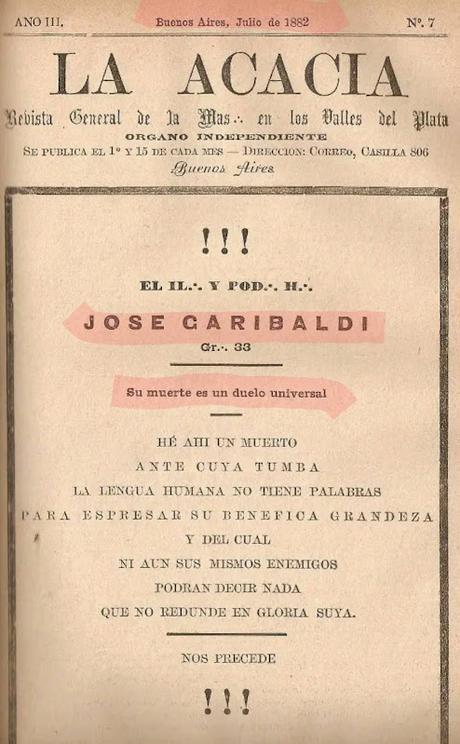 AÑO III.
Buenos Aires, Julio de 1882
Nº. 7
LA ACACIA
Revista General de la Mas∴ en los Valles del Plata
ORGANO INDEPENDIENTE
SE PUBLICA EL 1º Y 15 DE CADA MES — DIRECCION: CORREO, CASILLA 806
Buenos Aires
!!!
EL IL∴ Y POD∴ H∴
JOSE GARIBALDI
Gr∴ 33
Su muerte es un duelo universal
HÉ AHI UN MUERTO
ANTE CUYA TUMBA
LA LENGUA HUMANA NO TIENE PALABRAS
PARA ESPRESAR SU BENEFICA GRANDEZA
Y DEL CUAL
NI AUN SUS MISMOS ENEMIGOS
PODRAN DECIR NADA
QUE NO REDUNDE EN GLORIA SUYA.
NOS PRECEDE
!!!